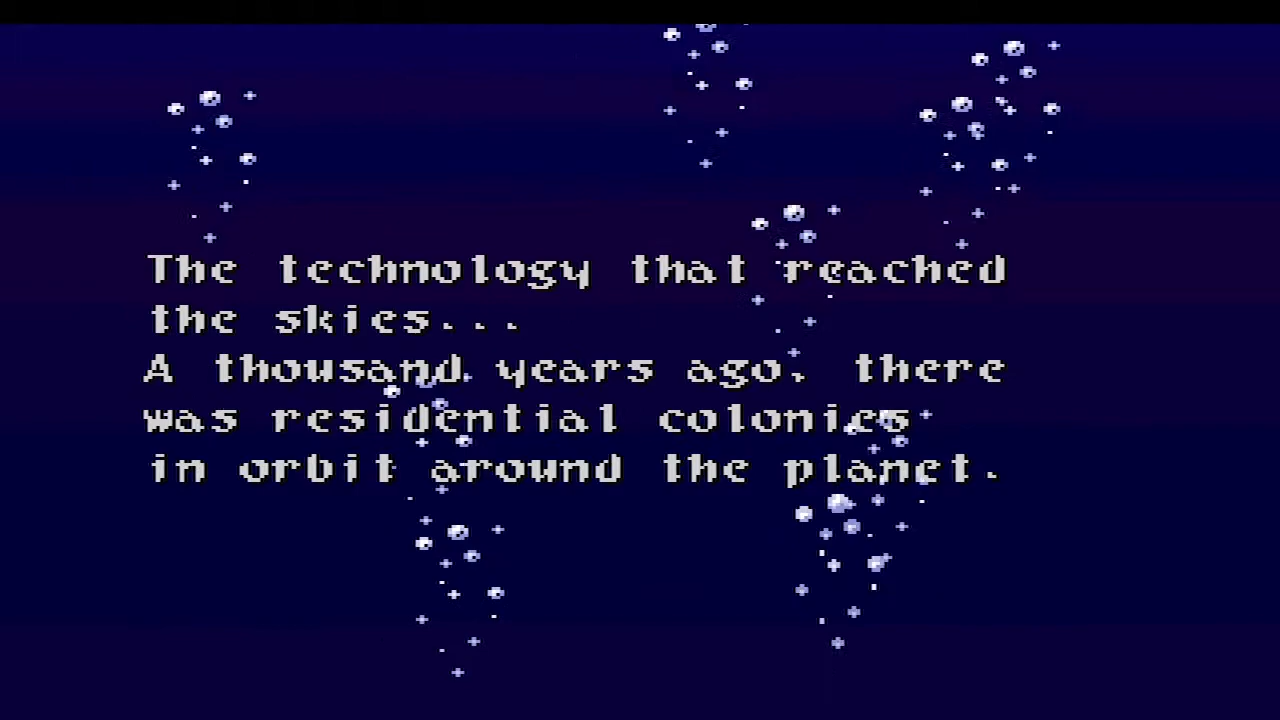 The technology that reached
the skies...
A thousand years ago, there
was residential colonies
in orbit around the planet.